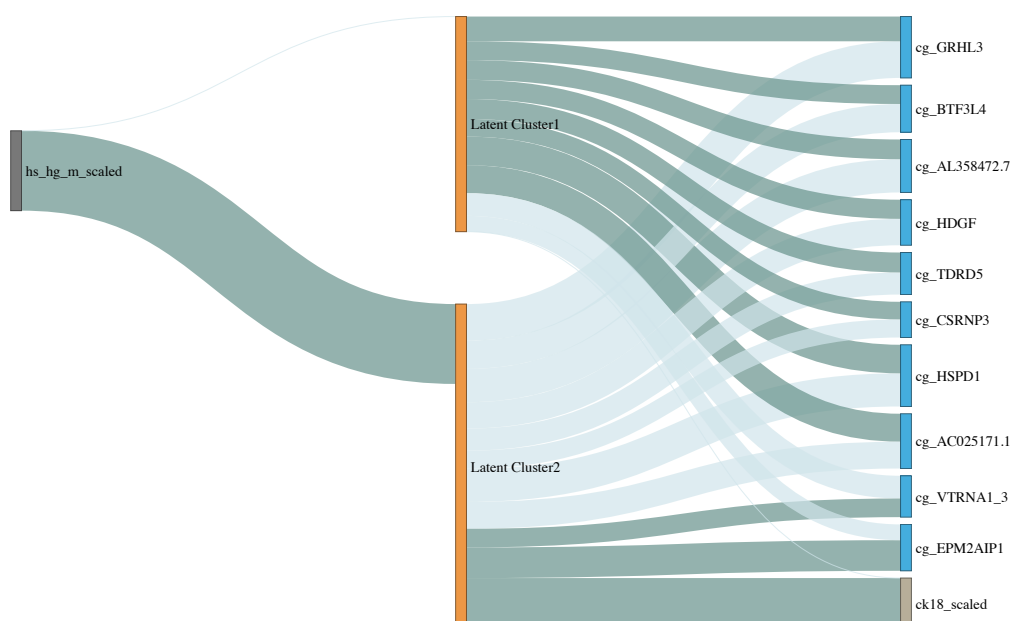 hs_hg_m_scaled
Latent Cluster1
Latent Cluster2
cg_GRHL3
cg_BTF3L4
cg_AL358472.7
cg_HDGF
cg_TDRD5
cg_CSRNP3
cg_HSPD1
cg_AC025171.1
cg_VTRNA1_3
cg_EPM2AIP1
ck18_scaled